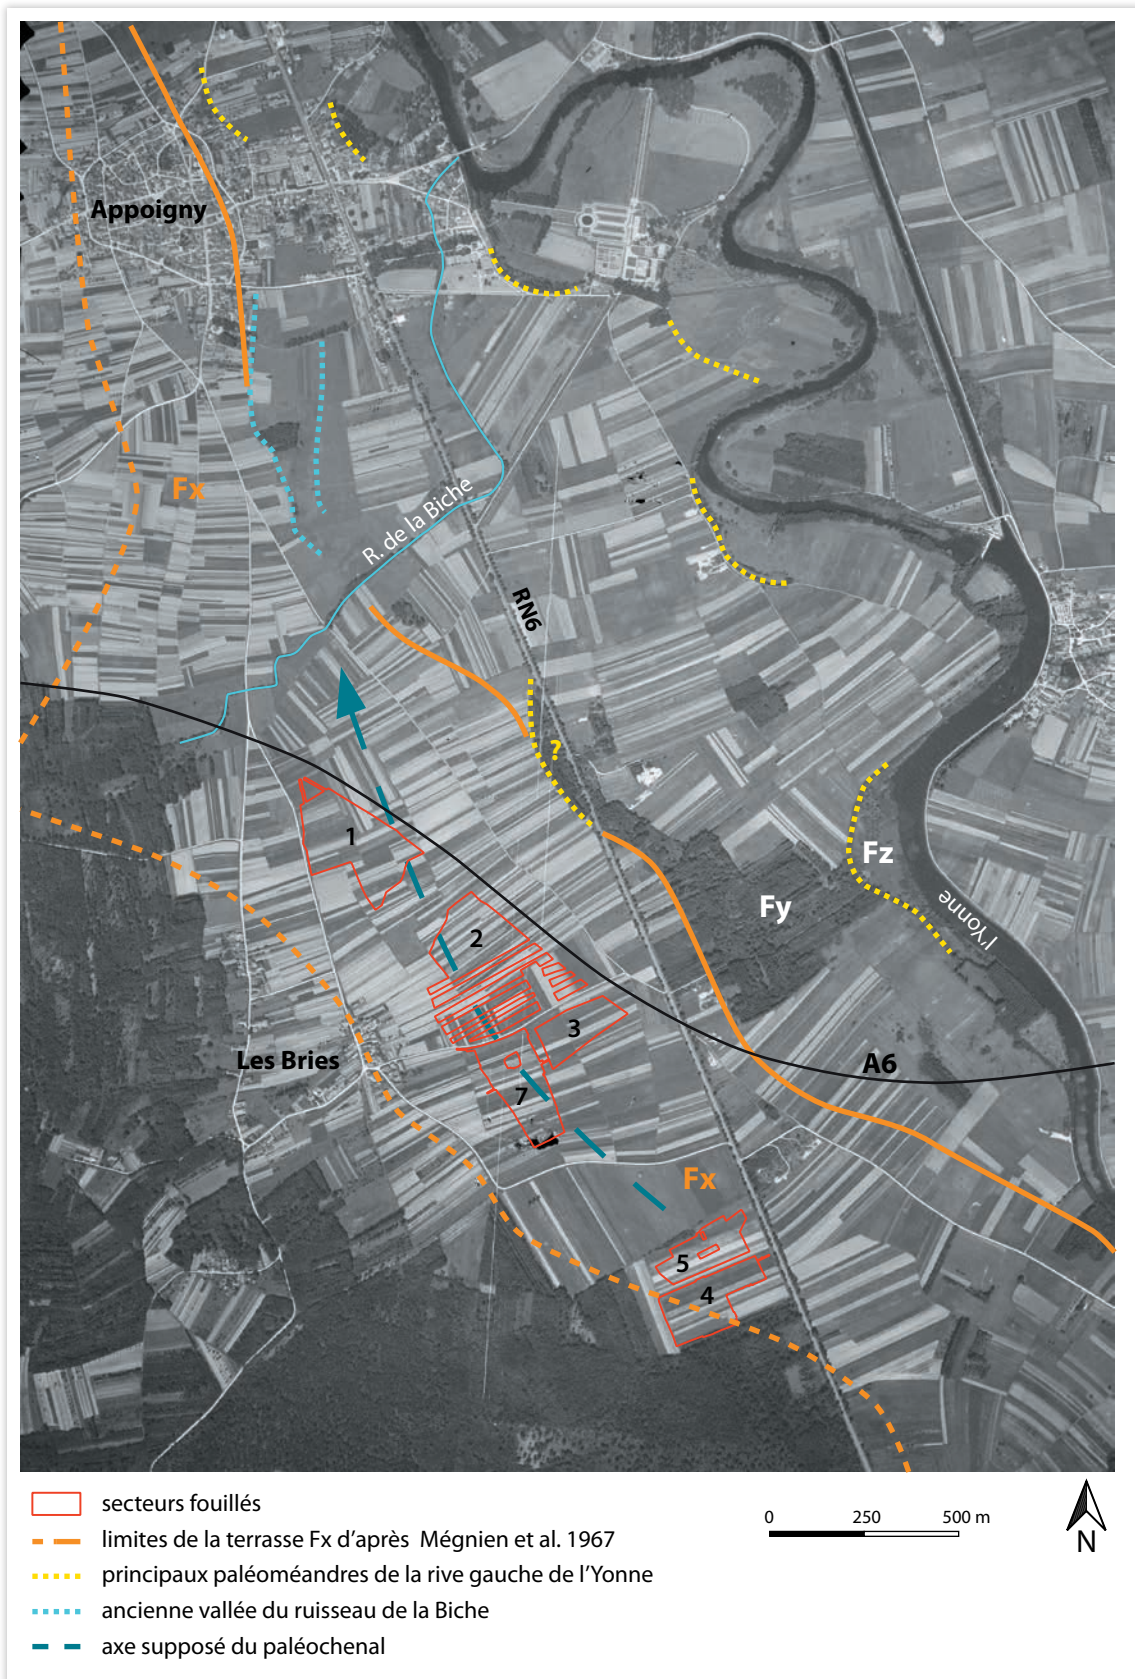 Appoigny
Fx
R. de la Biche
RN6
?
1
Fz
Fy
l'Yonne
2
3
Les Bries
A6
7
Fx
5
4
secteurs fouillés
0 250 500 m
limites de la terrasse Fx d'après Mégnien et al. 1967
N
principaux paléoméandres de la rive gauche de l'Yonne
ancienne vallée du ruisseau de la Biche
axe supposé du paléochenal